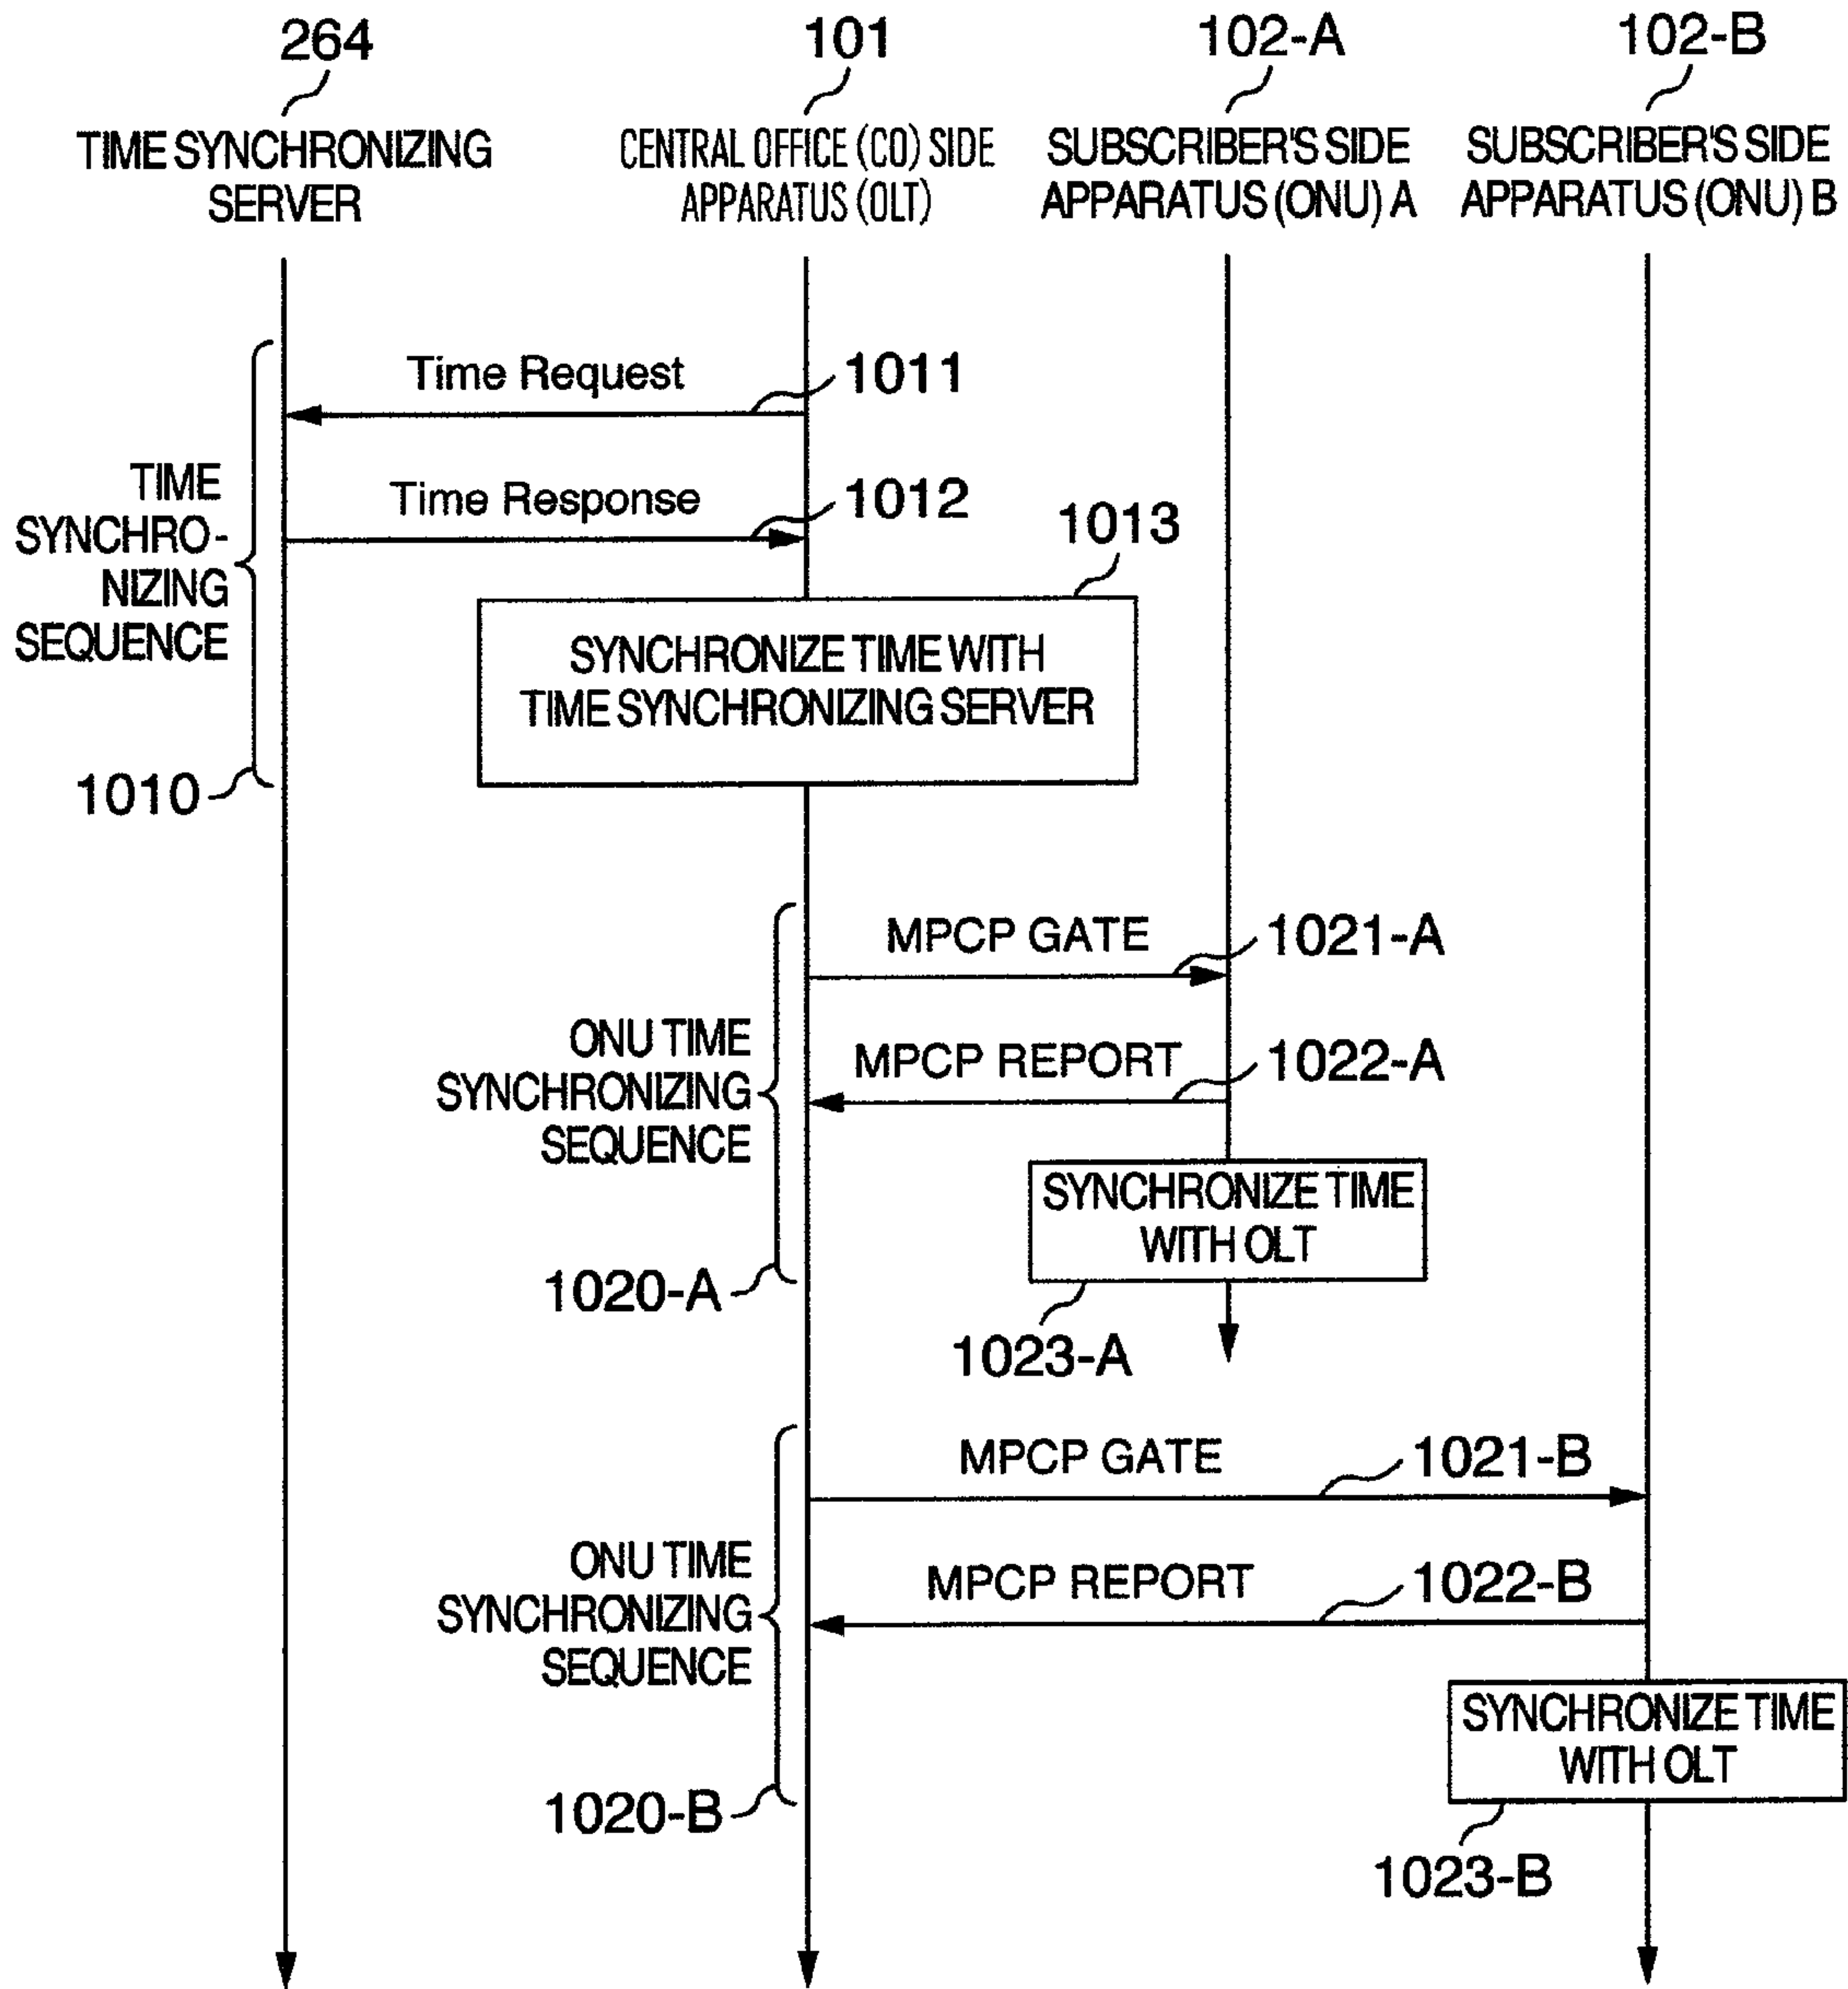 264
101
102-A
102-B
TIME SYNCHRONIZING
SERVER
CENTRAL OFFICE (CO) SIDE
APPARATUS (OLT)
SUBSCRIBER'S SIDE
APPARATUS (ONU) A
SUBSCRIBER'S SIDE
APPARATUS (ONU) B
Time Request
1011
Time Response
1012
TIME
SYNCHRO-
NIZING
SEQUENCE
1010
1013
SYNCHRONIZE TIME WITH
TIME SYNCHRONIZING SERVER
MPCP GATE
1021-A
ONU TIME
SYNCHRONIZING
SEQUENCE
MPCP REPORT
1022-A
SYNCHRONIZE TIME
WITH OLT
1020-A
1023-A
MPCP GATE
1021-B
ONU TIME
SYNCHRONIZING
SEQUENCE
MPCP REPORT
1022-B
SYNCHRONIZE TIME
WITH OLT
1020-B
1023-B